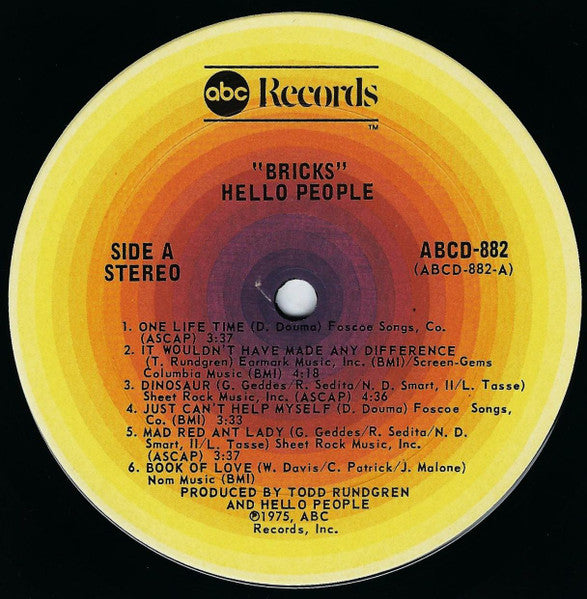 abc Records
TM
"BRICKS"
HELLO PEOPLE
SIDE A
STEREO
ABCD-882
(ABCD-882-A)
1. ONE LIFE TIME (D. Douma) Foscoe Songs, Co.
(ASCAP) 3:37
2. IT WOULDN'T HAVE MADE ANY DIFFERENCE
(T. Rundgren) Earmark Music, Inc. (BMI)/Screen-Gems
Columbia Music (BMI) 4:18
3. DINOSAUR (G. Geddes/R. Sedita/N. D. Smart, II/L. Tasse)
Sheet Rock Music, Inc. (ASCAP) 4:36
4. JUST CAN'T HELP MYSELF (D. Douma) Foscoe Songs,
Co. (BMI) 3:33
5. MAD RED ANT LADY (G. Geddes/R. Sedita/N. D.
Smart, II/L. Tasse) Sheet Rock Music, Inc.
(ASCAP) 3:57
6. BOOK OF LOVE (W. Davis/C. Patrick/J. Malone)
Nom Music (BMI)
PRODUCED BY TODD RUNDGREN
AND HELLO PEOPLE
℗1975, ABC
Records, Inc.